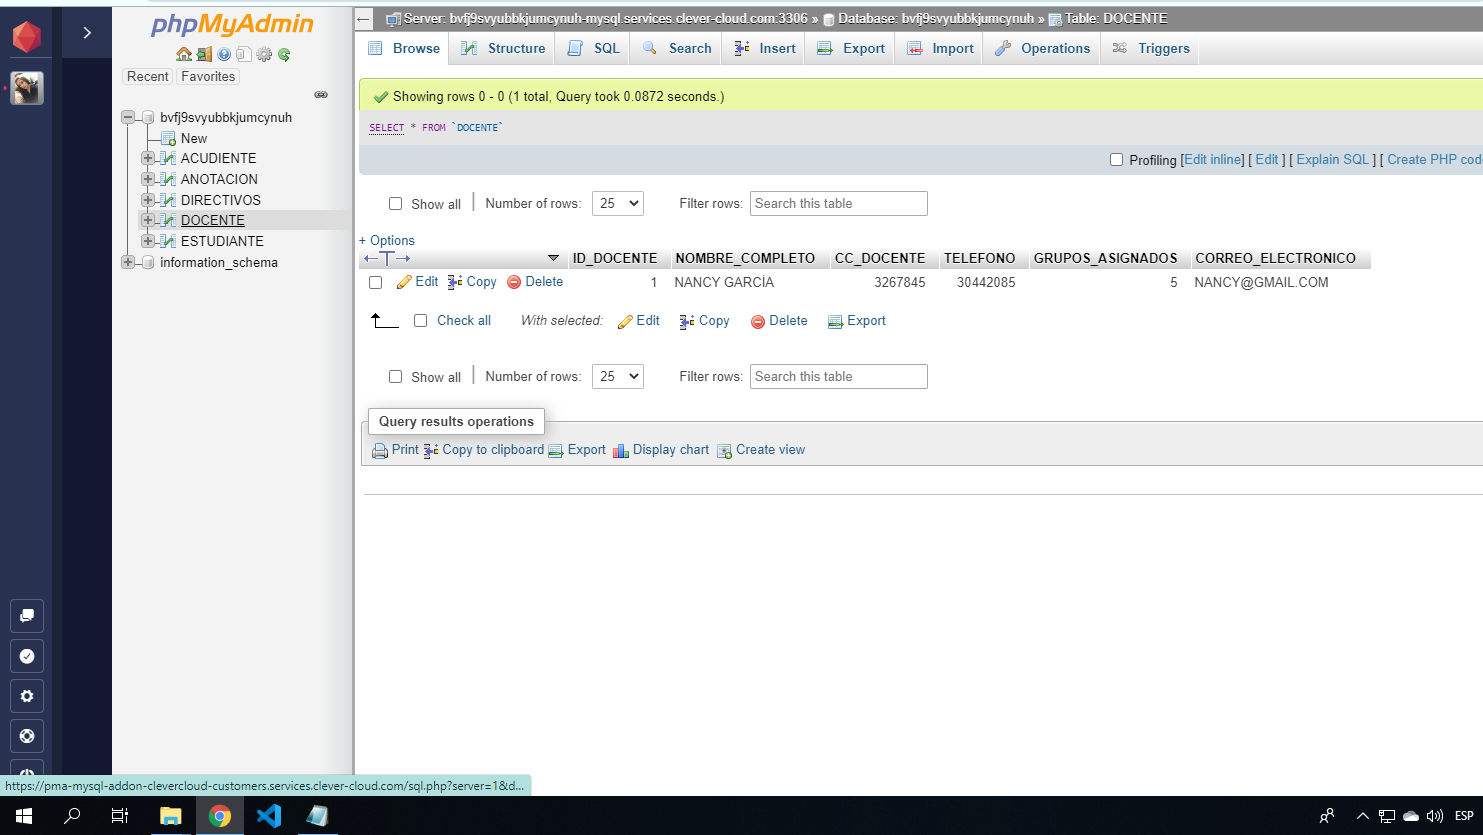 Server: bvfj9svyubbkjumcynuh-mysql.services.clever-cloud.com:3306 » Database: bvfj9svyubbkjumcynuh » Table: DOCENTE
phpMyAdmin
Recent Favorites
bvfj9svyubbkjumcynuh
New
ACUDIENTE
ANOTACION
DIRECTIVOS
DOCENTE
ESTUDIANTE
information_schema
Browse Structure SQL Search Insert Export Import Operations Triggers
Showing rows 0 - 0 (1 total, Query took 0.0872 seconds.)
SELECT * FROM `DOCENTE`
Profiling [Edit inline] [ Edit ] [ Explain SQL ] [ Create PHP cod
Show all Number of rows: 25 Filter rows: Search this table
+ Options
ID_DOCENTE NOMBRE_COMPLETO CC_DOCENTE TELEFONO GRUPOS_ASIGNADOS CORREO_ELECTRONICO
Edit Copy Delete 1 NANCY GARCÍA 3267845 30442085 5 NANCY@GMAIL.COM
Check all With selected: Edit Copy Delete Export
Show all Number of rows: 25 Filter rows: Search this table
Query results operations
Print Copy to clipboard Export Display chart Create view
https://pma-mysql-addon-clevercloud-customers.services.clever-cloud.com/sql.php?server=1&d...
ESP